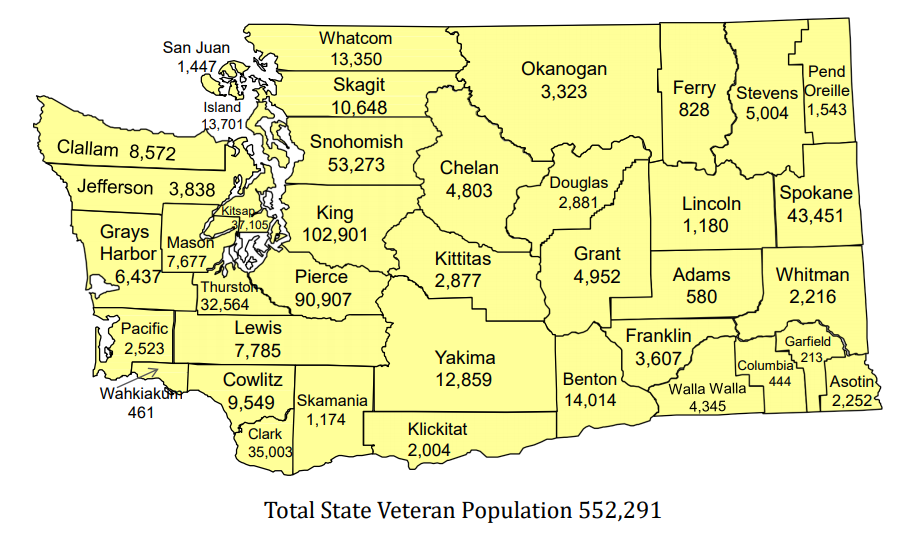 San Juan
1,447
Whatcom
13,350
Skagit
10,648
Okanogan
3,323
Ferry
828
Stevens
5,004
Pend
Oreille
1,543
Island
13,701
Snohomish
53,273
Clallam 8,572
Chelan
4,803
Jefferson 3,838
Douglas
2,881
Lincoln
1,180
Spokane
43,451
Kitsap
37,105
King
102,901
Grays
Harbor
6,437
Mason
7,677
Kittitas
2,877
Grant
4,952
Adams
580
Whitman
2,216
Thurston
32,564
Pierce
90,907
Pacific
2,523
Lewis
7,785
Yakima
12,859
Franklin
3,607
Garfield
213
Columbia
444
Asotin
2,252
Wahkiakum
461
Cowlitz
9,549
Skamania
1,174
Benton
14,014
Walla Walla
4,345
Clark
35,003
Klickitat
2,004
Total State Veteran Population 552,291